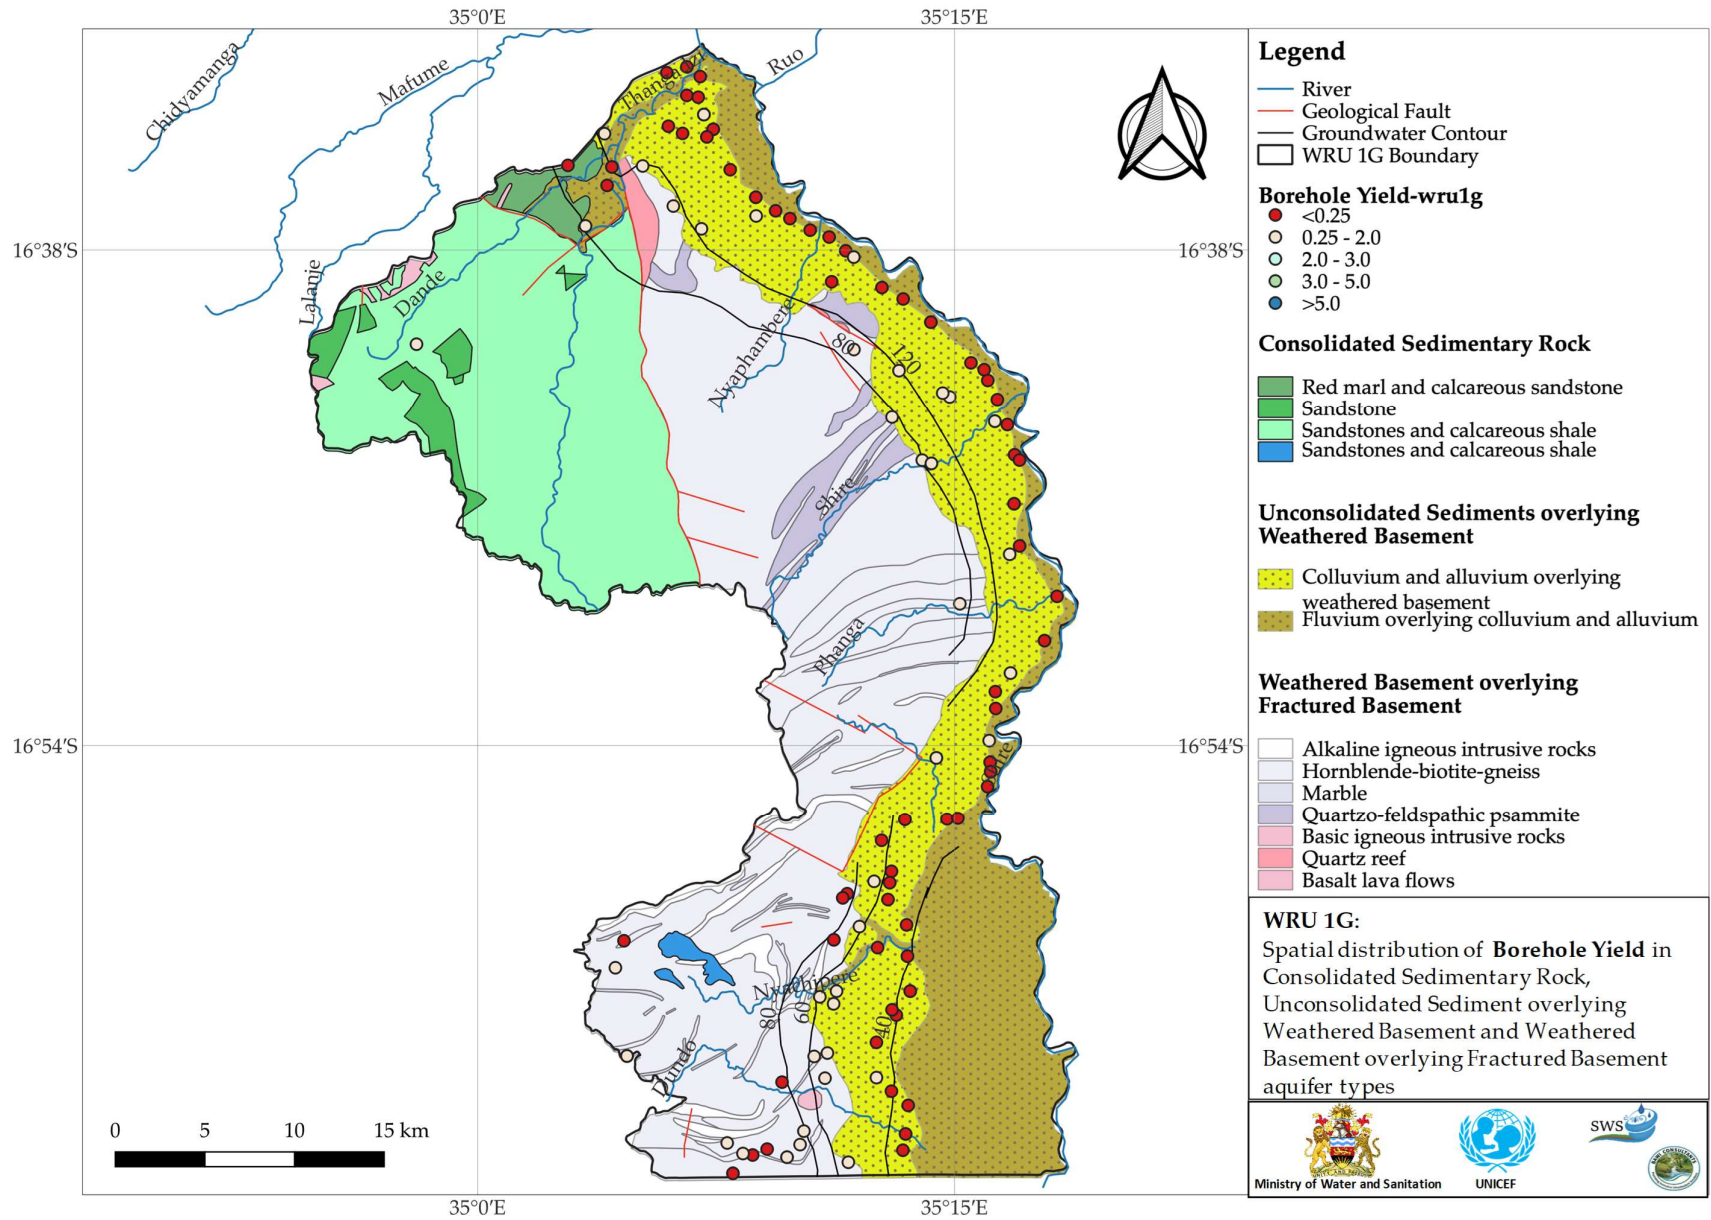 35°0′E
35°15′E
Chidyamanga
Mafume
Ruo
Thangadzi
16°38′S
16°38′S
Lalanje
Dande
Nyaphambere
80
120
Shire
Phanga
16°54′S
16°54′S
Nyachipere
80
60
40
Dundo
0
5
10
15 km
35°0′E
35°15′E
Legend
River
Geological Fault
Groundwater Contour
WRU 1G Boundary
Borehole Yield-wru1g
<0.25
0.25 - 2.0
2.0 - 3.0
3.0 - 5.0
>5.0
Consolidated Sedimentary Rock
Red marl and calcareous sandstone
Sandstone
Sandstones and calcareous shale
Sandstones and calcareous shale
Unconsolidated Sediments overlying
Weathered Basement
Colluvium and alluvium overlying
weathered basement
Fluvium overlying colluvium and alluvium
Weathered Basement overlying
Fractured Basement
Alkaline igneous intrusive rocks
Hornblende-biotite-gneiss
Marble
Quartzo-feldspathic psammite
Basic igneous intrusive rocks
Quartz reef
Basalt lava flows
WRU 1G:
Spatial distribution of Borehole Yield in
Consolidated Sedimentary Rock,
Unconsolidated Sediment overlying
Weathered Basement and Weathered
Basement overlying Fractured Basement
aquifer types
Ministry of Water and Sanitation
UNICEF
SWS